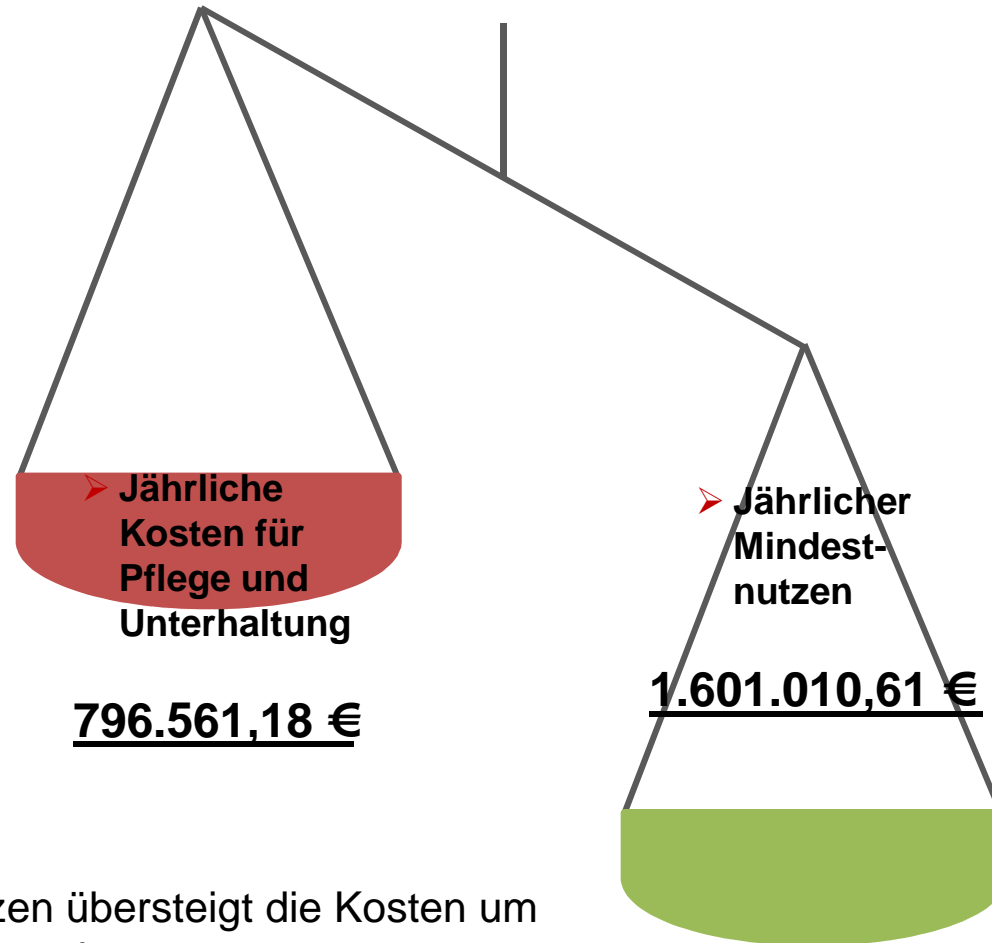 Jährliche
Kosten für
Pflege und
Unterhaltung
796.561,18 €
Jährlicher
Mindest-
nutzen
1.601.010,61 €
übersteigt die Kosten um